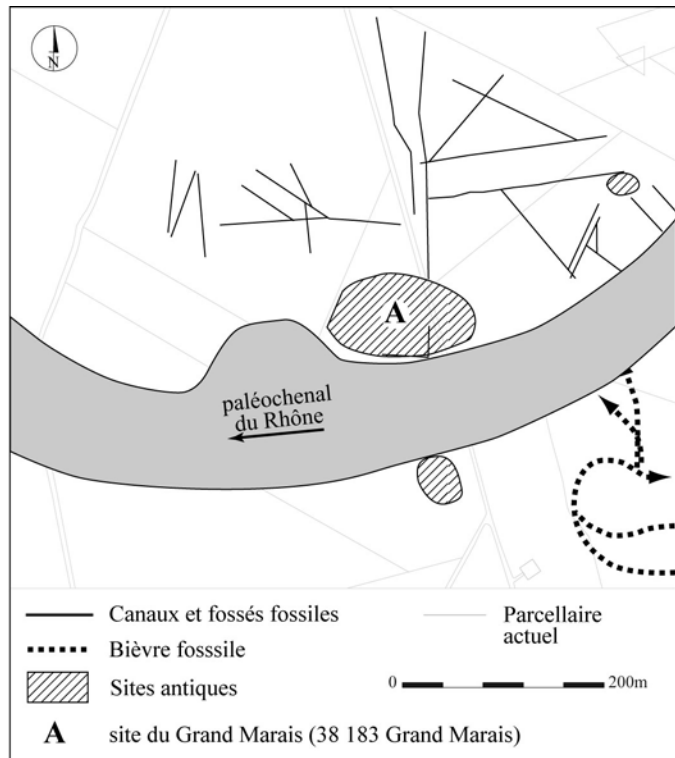 N
A
paléochenal
du Rhône
Canaux et fossés fossiles
Parcellaire
actuel
Bièvre fosssile
Sites antiques
0 200m
A site du Grand Marais (38 183 Grand Marais)